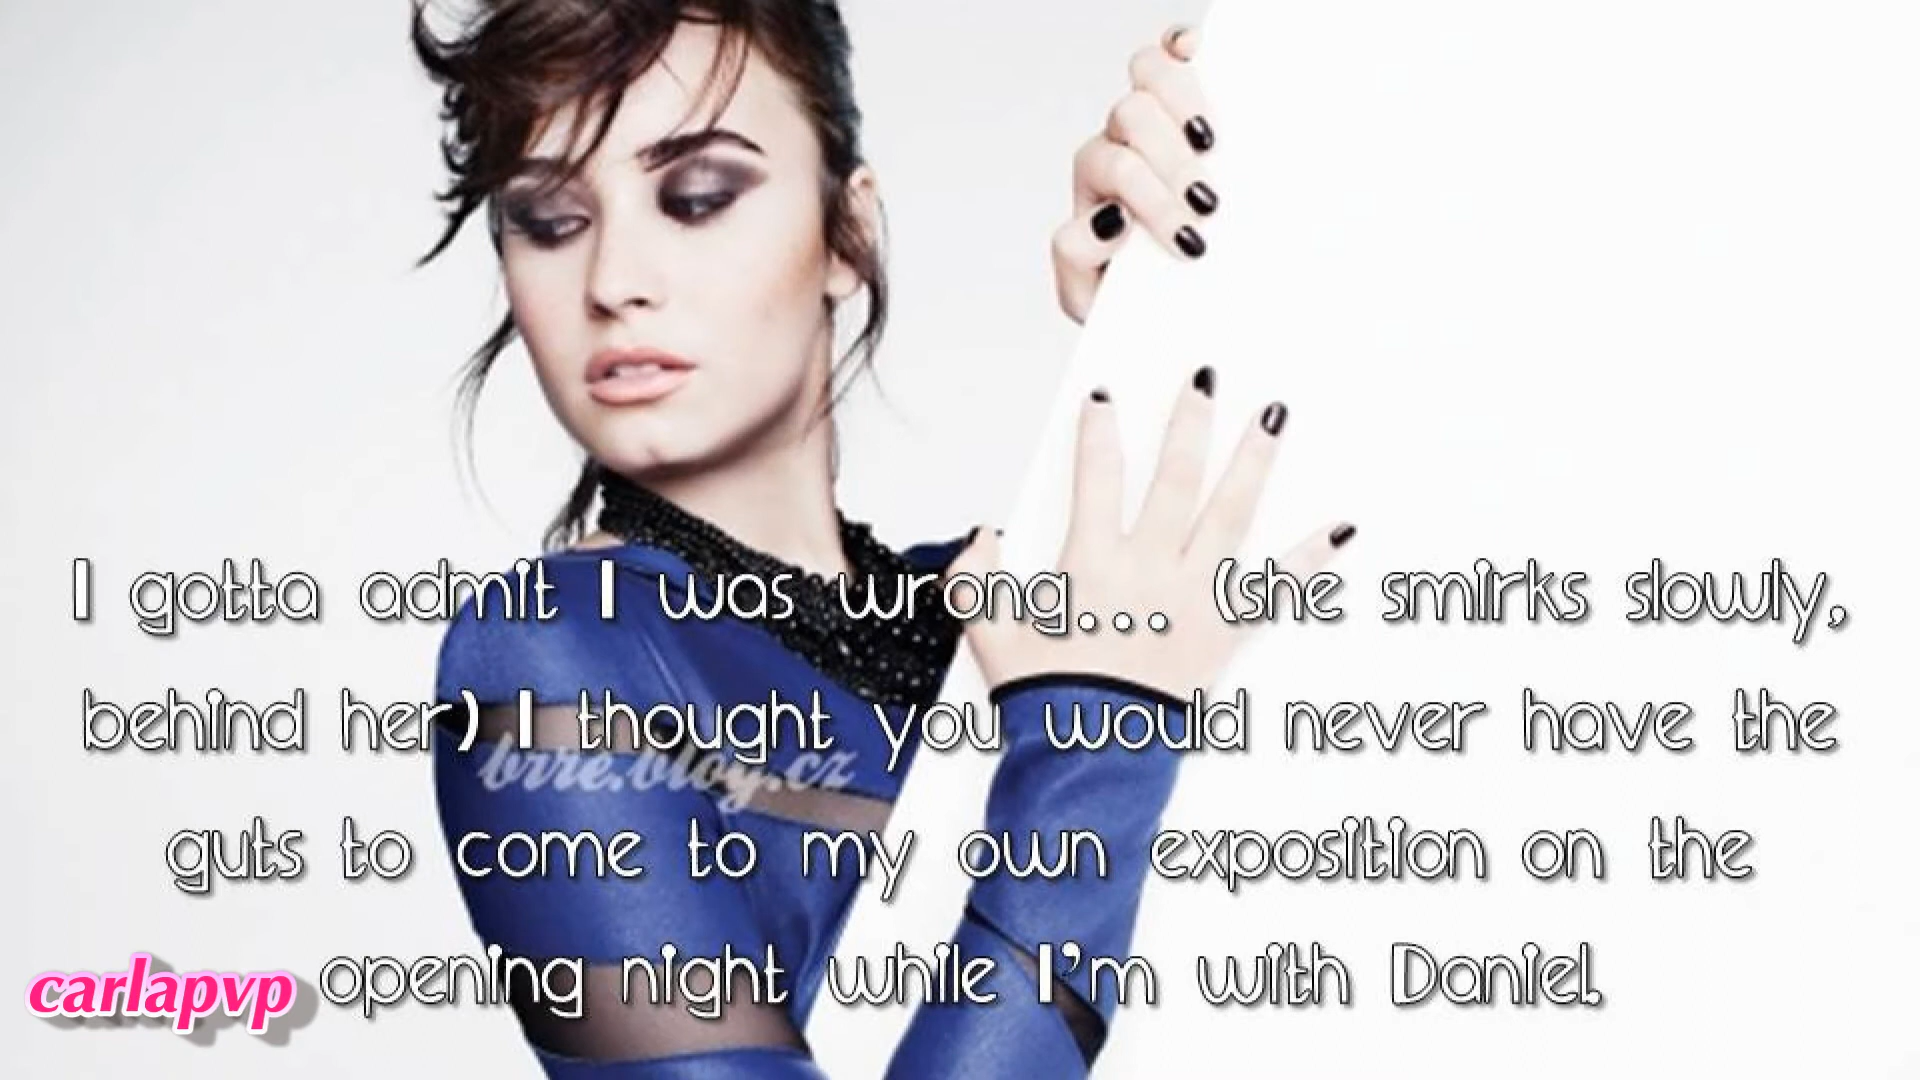 I gotta admit I was wrong... (she smirks slowly,
behind her) I thought you would never have the
brre.blog.cz
guts to come to my own exposition on the
opening night while I'm with Daniel.
carlapvp